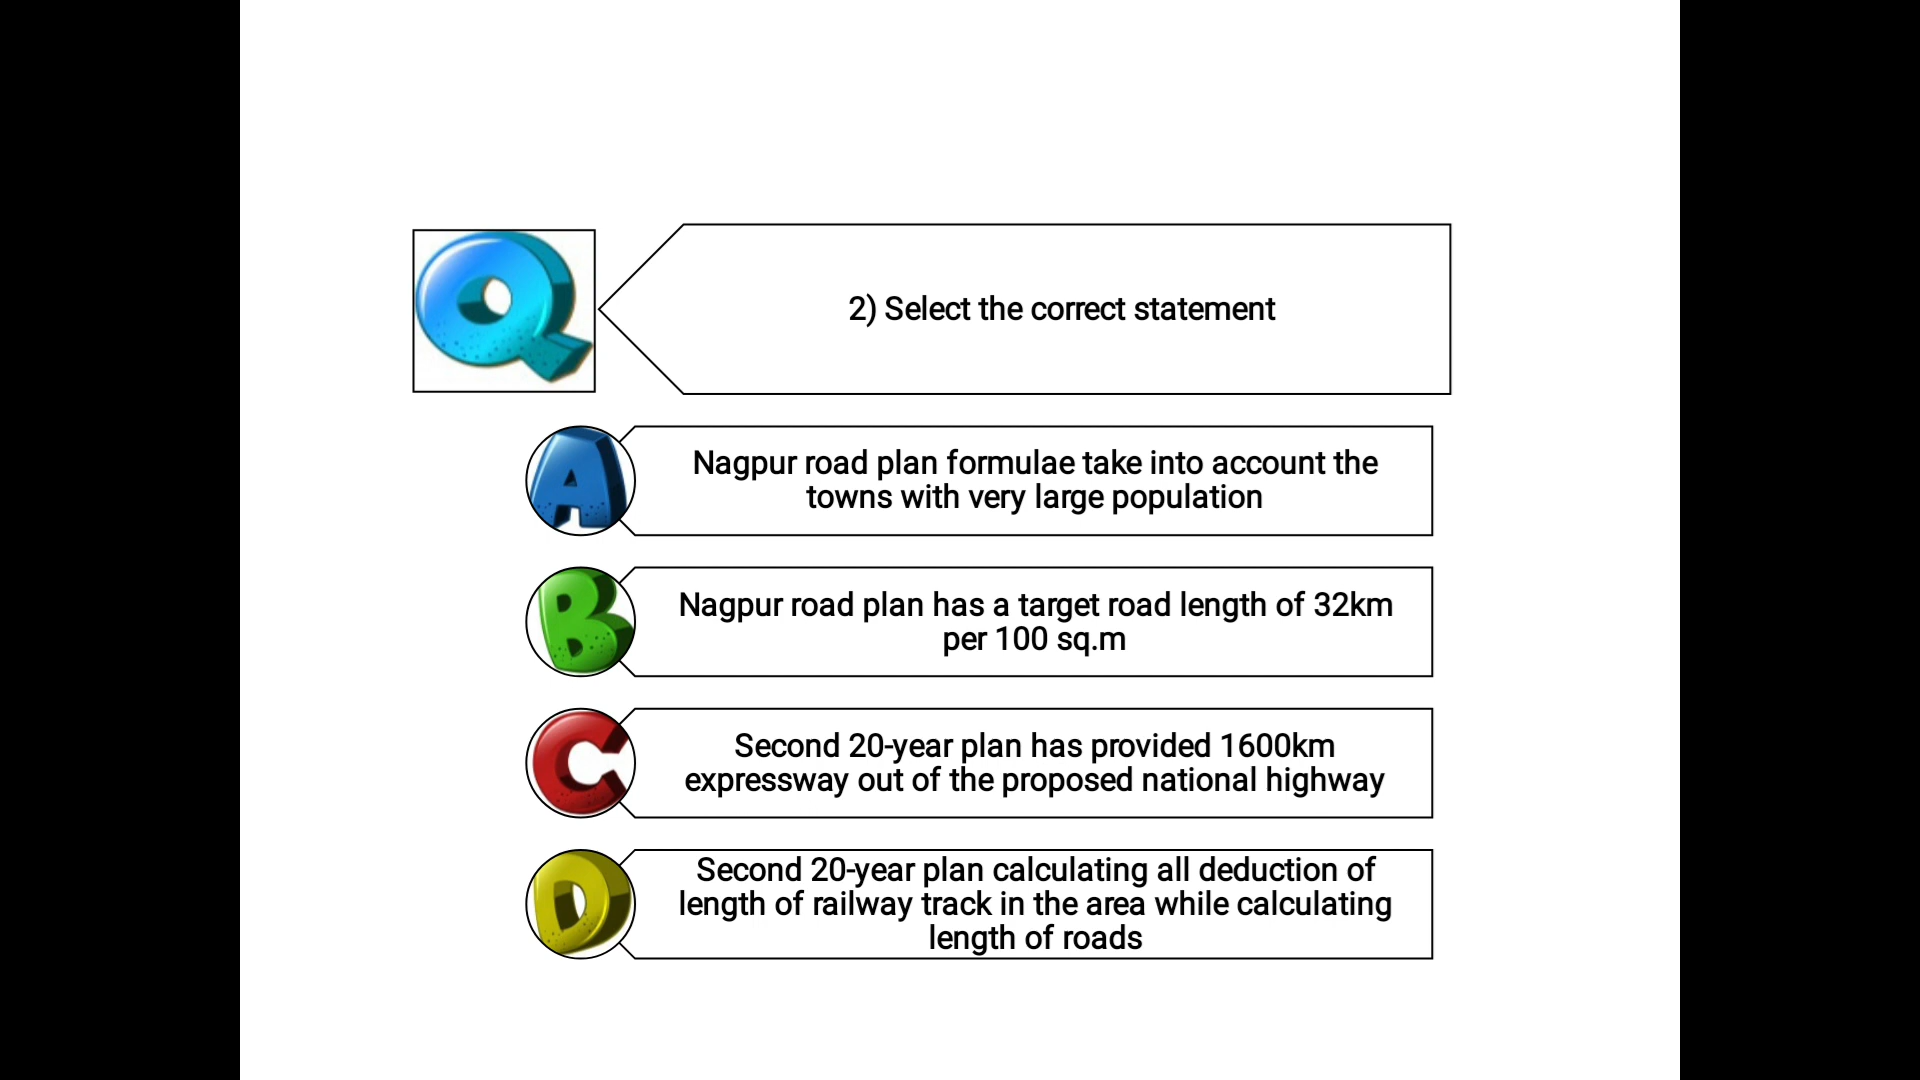 Q
2) Select the correct statement
A
Nagpur road plan formulae take into account the
towns with very large population
B
Nagpur road plan has a target road length of 32km
per 100 sq.m
C
Second 20-year plan has provided 1600km
expressway out of the proposed national highway
D
Second 20-year plan calculating all deduction of
length of railway track in the area while calculating
length of roads